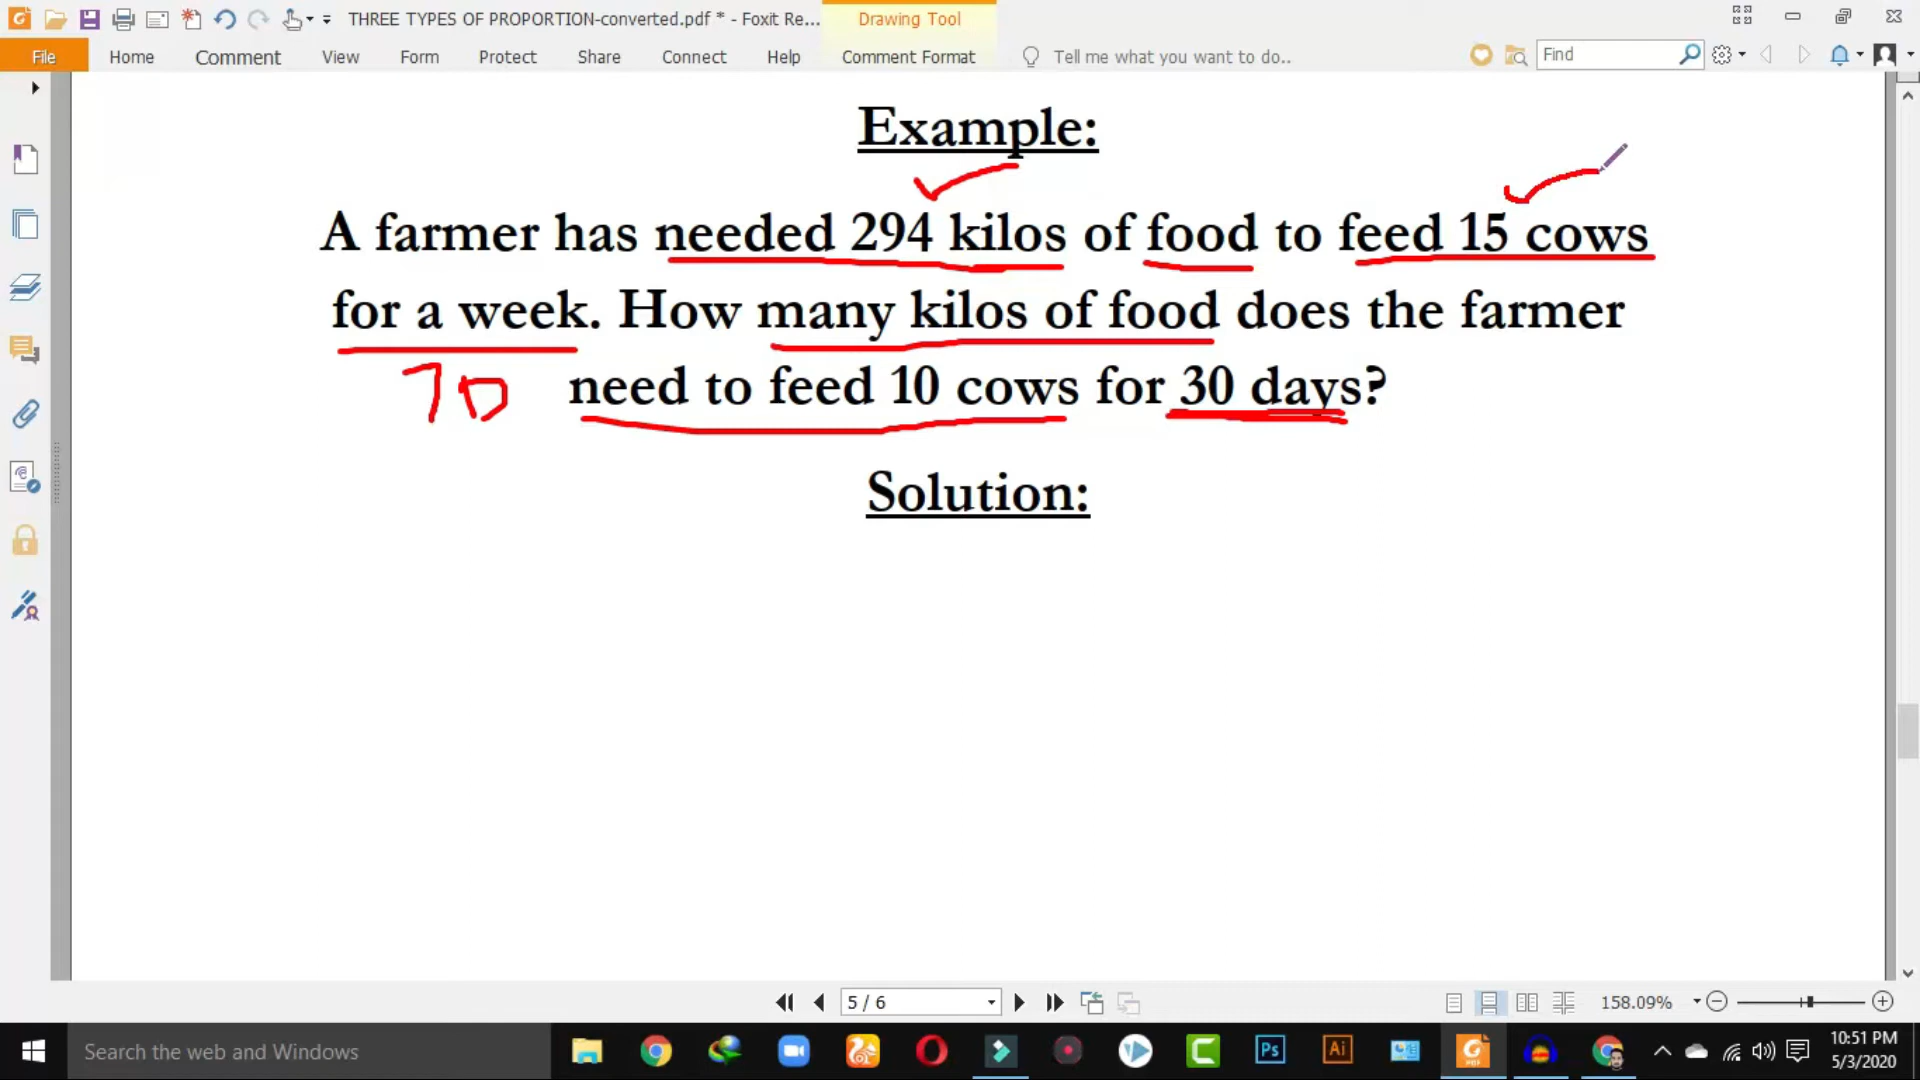 THREE TYPES OF PROPORTION-converted.pdf * - Foxit Re...
Drawing Tool
File
Home
Comment
View
Form
Protect
Share
Connect
Help
Comment Format
Tell me what you want to do..
Find
Example:
A farmer has needed 294 kilos of food to feed 15 cows
for a week. How many kilos of food does the farmer
7D
need to feed 10 cows for 30 days?
Solution:
5 / 6
158.09%
Search the web and Windows
Ps
Ai
10:51 PM
5/3/2020